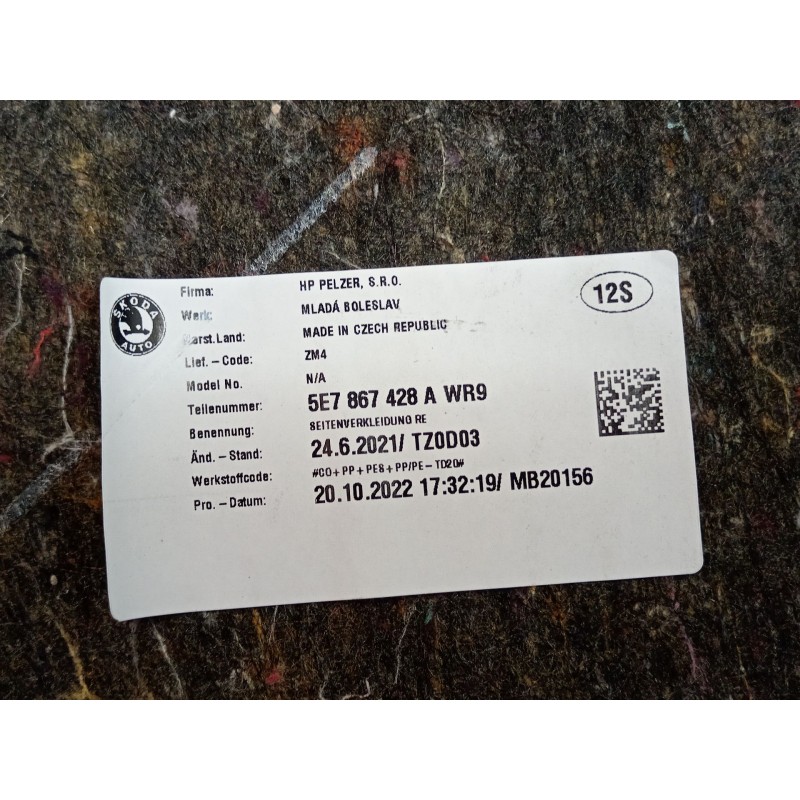 ŠKODA
AUTO
Firma: HP PELZER, S.R.O.
Werk: MLADÁ BOLESLAV
Herst.Land: MADE IN CZECH REPUBLIC
Lief.-Code: ZM4
Model No. N/A
Teilenummer: 5E7 867 428 A WR9
Benennung: SEITENVERKLEIDUNG RE
Änd.-Stand: 24.6.2021/ TZ0D03
Werkstoffcode: #CO+PP+PES+PP/PE-TD20#
Pro.-Datum: 20.10.2022 17:32:19/ MB20156
12S